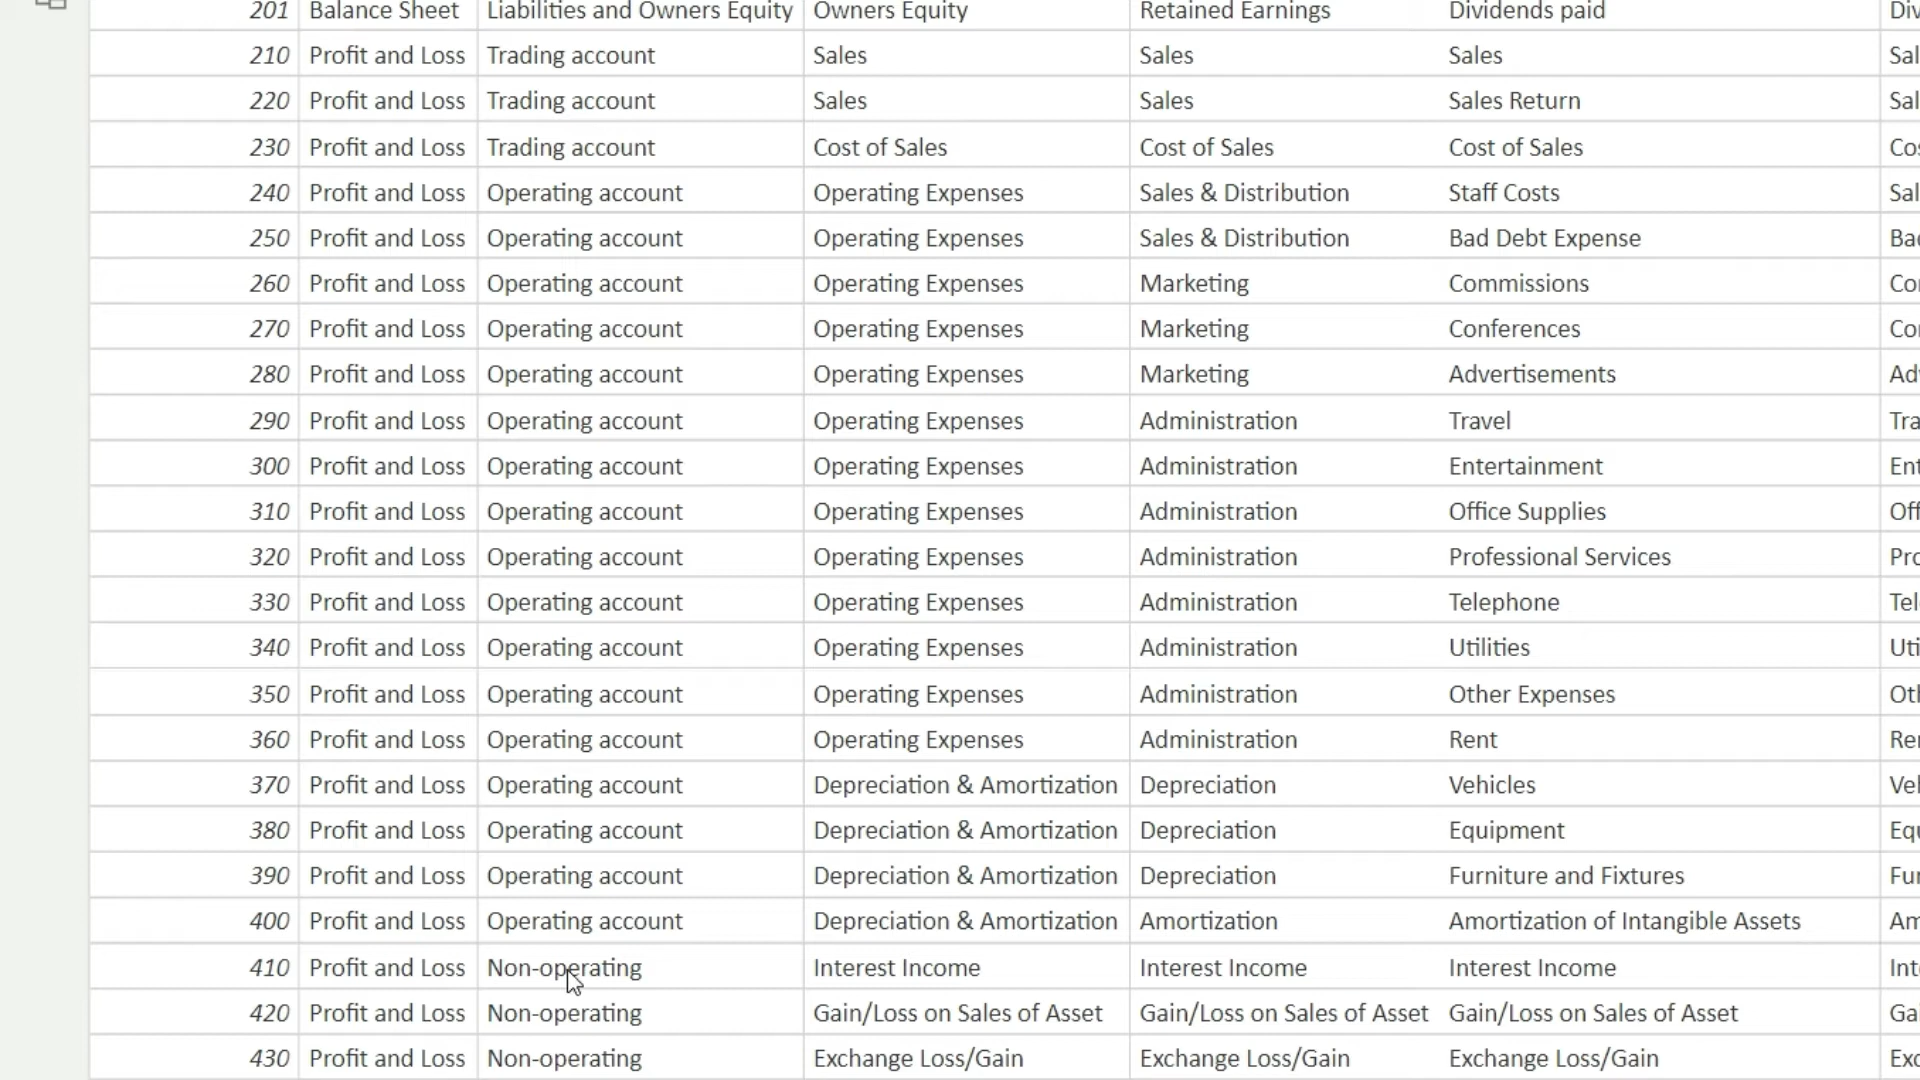 201 Balance Sheet Liabilities and Owners Equity Owners Equity Retained Earnings Dividends paid
210 Profit and Loss Trading account Sales Sales Sales
220 Profit and Loss Trading account Sales Sales Sales Return
230 Profit and Loss Trading account Cost of Sales Cost of Sales Cost of Sales
240 Profit and Loss Operating account Operating Expenses Sales & Distribution Staff Costs
250 Profit and Loss Operating account Operating Expenses Sales & Distribution Bad Debt Expense
260 Profit and Loss Operating account Operating Expenses Marketing Commissions
270 Profit and Loss Operating account Operating Expenses Marketing Conferences
280 Profit and Loss Operating account Operating Expenses Marketing Advertisements
290 Profit and Loss Operating account Operating Expenses Administration Travel
300 Profit and Loss Operating account Operating Expenses Administration Entertainment
310 Profit and Loss Operating account Operating Expenses Administration Office Supplies
320 Profit and Loss Operating account Operating Expenses Administration Professional Services
330 Profit and Loss Operating account Operating Expenses Administration Telephone
340 Profit and Loss Operating account Operating Expenses Administration Utilities
350 Profit and Loss Operating account Operating Expenses Administration Other Expenses
360 Profit and Loss Operating account Operating Expenses Administration Rent
370 Profit and Loss Operating account Depreciation & Amortization Depreciation Vehicles
380 Profit and Loss Operating account Depreciation & Amortization Depreciation Equipment
390 Profit and Loss Operating account Depreciation & Amortization Depreciation Furniture and Fixtures
400 Profit and Loss Operating account Depreciation & Amortization Amortization Amortization of Intangible Assets
410 Profit and Loss Non-operating Interest Income Interest Income Interest Income
420 Profit and Loss Non-operating Gain/Loss on Sales of Asset Gain/Loss on Sales of Asset Gain/Loss on Sales of Asset
430 Profit and Loss Non-operating Exchange Loss/Gain Exchange Loss/Gain Exchange Loss/Gain